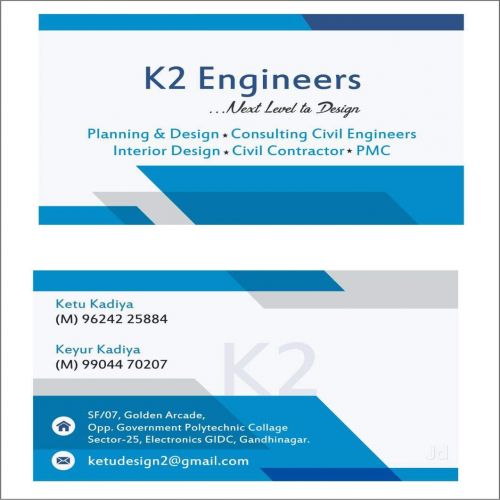 K2 Engineers
...Next Level to Design
Planning & Design ★ Consulting Civil Engineers
Interior Design ★ Civil Contractor ★ PMC
Ketu Kadiya
(M) 96242 25884
Keyur Kadiya
(M) 99044 70207
K2
SF/07, Golden Arcade,
Opp. Government Polytechnic Collage
Sector-25, Electronics GIDC, Gandhinagar.
ketudesign2@gmail.com
Jd